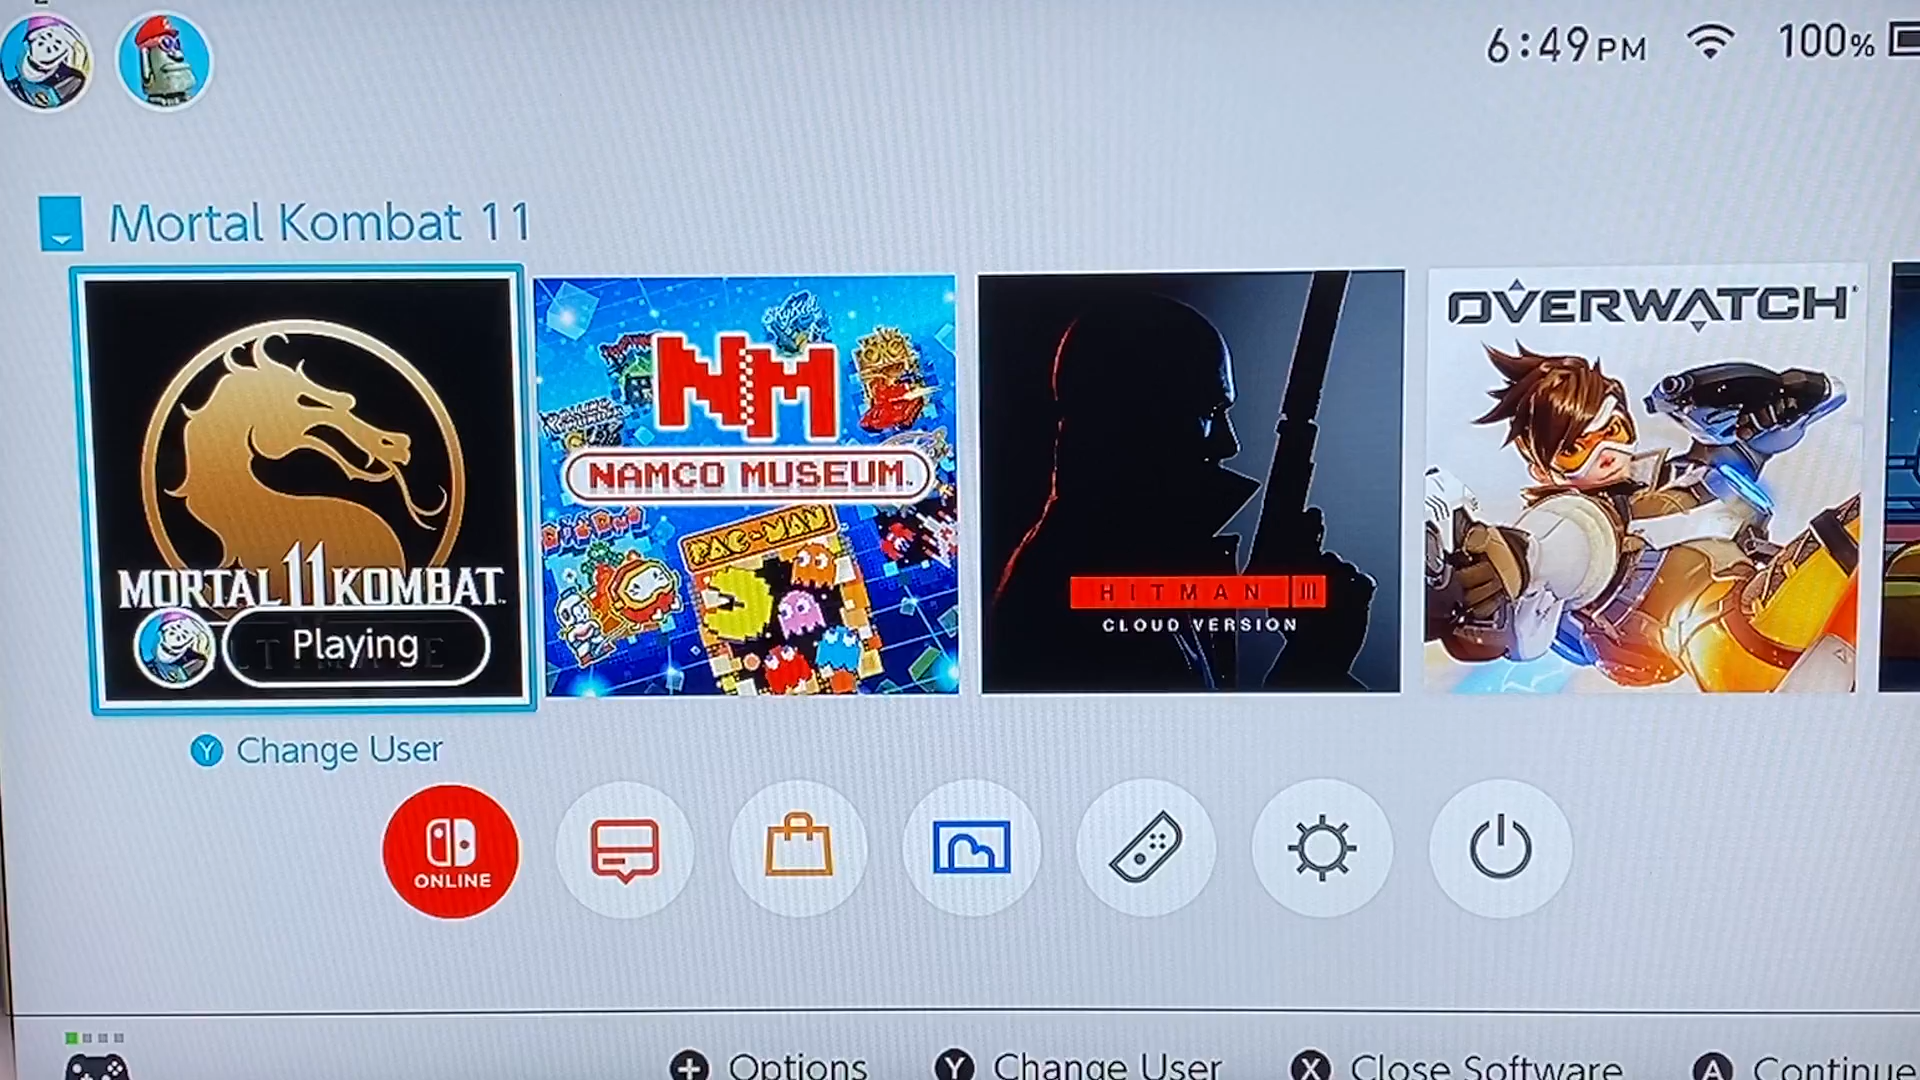 6:49 PM 100%
Mortal Kombat 11
MORTAL 11 KOMBAT
Playing
SkyKid
NM
NAMCO MUSEUM
PAC-MAN
HITMAN III
CLOUD VERSION
OVERWATCH
Y Change User
ONLINE
+ Options Y Change User X Close Software A Continue